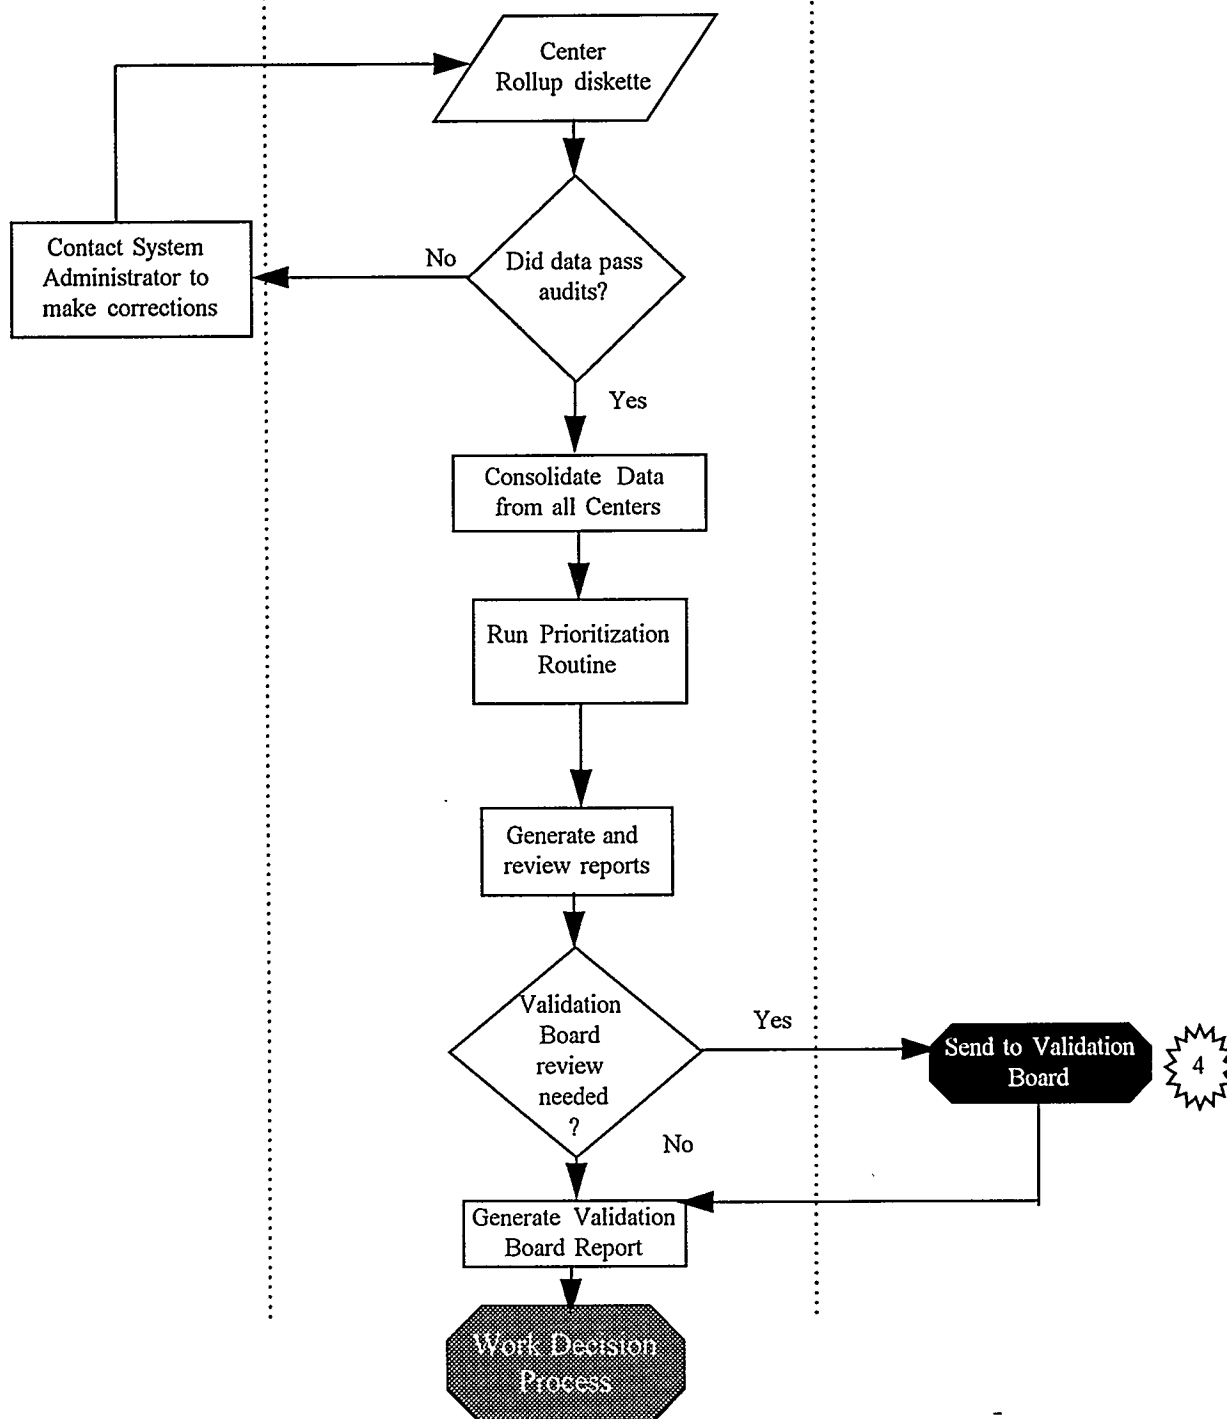 Center
Rollup diskette
Contact System
Administrator to
make corrections
No
Did data pass
audits?
Yes
Consolidate Data
from all Centers
Run Prioritization
Routine
Generate and
review reports
Validation
Board
review
needed
?
Yes
Send to Validation
Board
4
No
Generate Validation
Board Report
Work Decision
Process